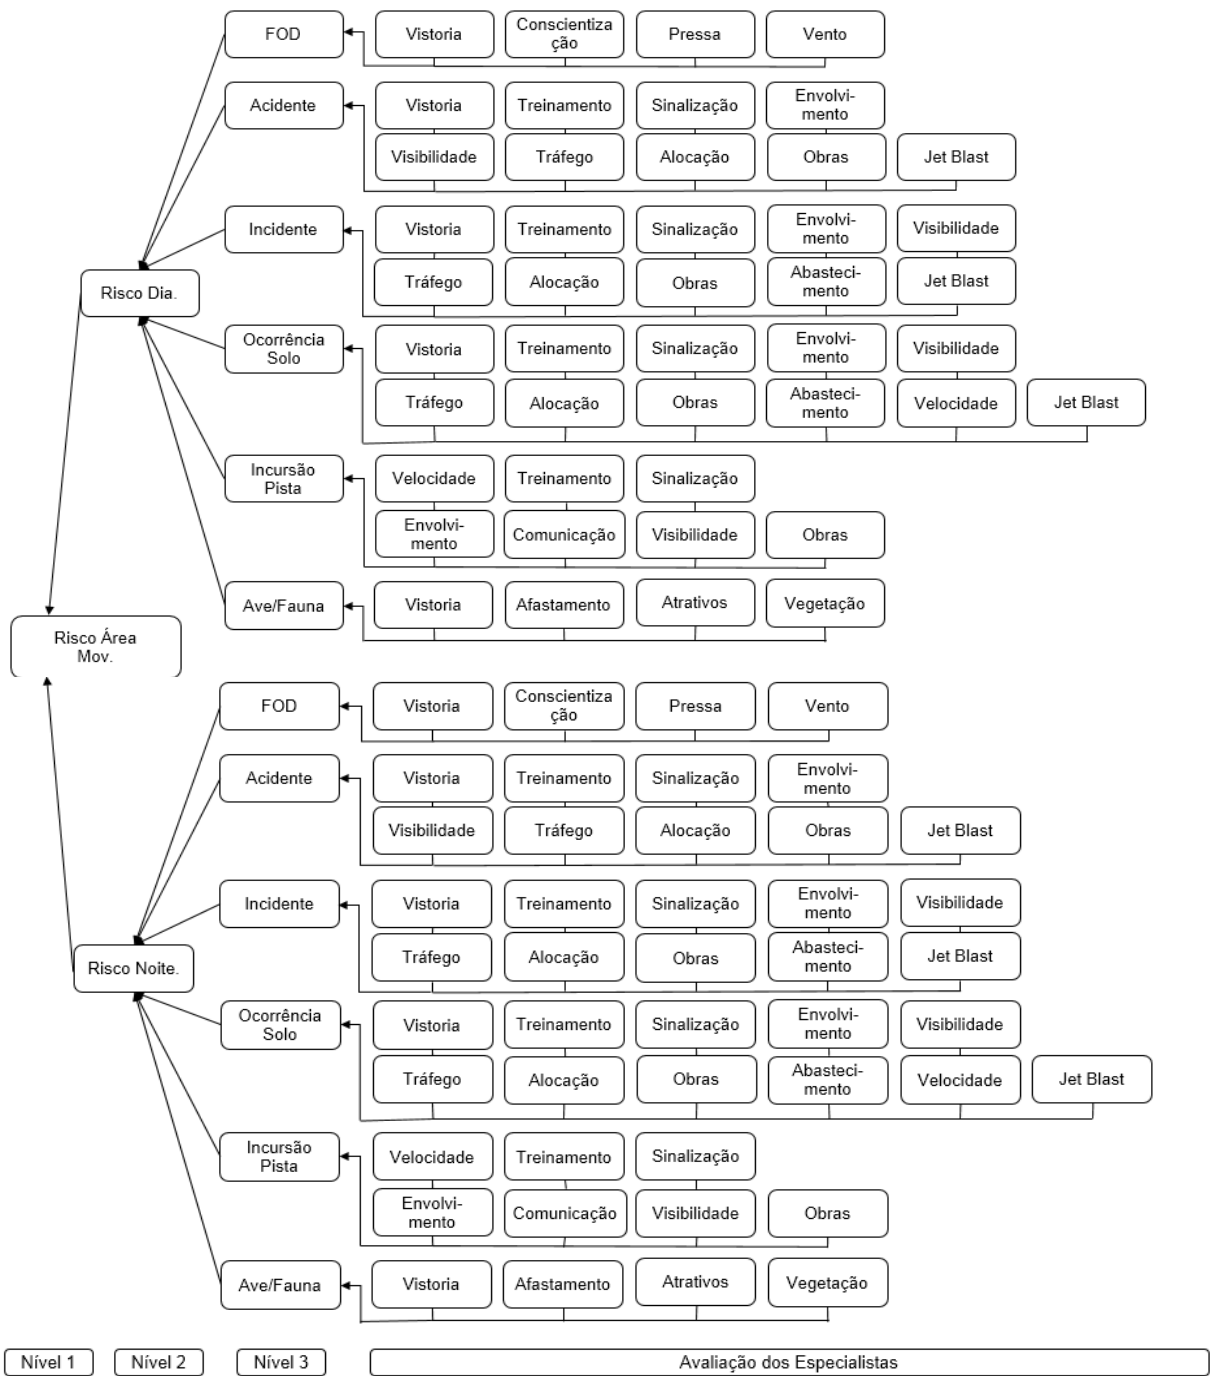 FOD
Vistoria
Conscientiza
ção
Pressa
Vento
Acidente
Vistoria
Treinamento
Sinalização
Envolvi-
mento
Visibilidade
Tráfego
Alocação
Obras
Jet Blast
Incidente
Vistoria
Treinamento
Sinalização
Envolvi-
mento
Visibilidade
Tráfego
Alocação
Obras
Abasteci-
mento
Jet Blast
Risco Dia.
Ocorrência
Solo
Vistoria
Treinamento
Sinalização
Envolvi-
mento
Visibilidade
Tráfego
Alocação
Obras
Abasteci-
mento
Velocidade
Jet Blast
Incursão
Pista
Velocidade
Treinamento
Sinalização
Envolvi-
mento
Comunicação
Visibilidade
Obras
Ave/Fauna
Vistoria
Afastamento
Atrativos
Vegetação
Risco Área
Mov.
FOD
Vistoria
Conscientiza
ção
Pressa
Vento
Acidente
Vistoria
Treinamento
Sinalização
Envolvi-
mento
Visibilidade
Tráfego
Alocação
Obras
Jet Blast
Incidente
Vistoria
Treinamento
Sinalização
Envolvi-
mento
Visibilidade
Tráfego
Alocação
Obras
Abasteci-
mento
Jet Blast
Risco Noite.
Ocorrência
Solo
Vistoria
Treinamento
Sinalização
Envolvi-
mento
Visibilidade
Tráfego
Alocação
Obras
Abasteci-
mento
Velocidade
Jet Blast
Incursão
Pista
Velocidade
Treinamento
Sinalização
Envolvi-
mento
Comunicação
Visibilidade
Obras
Ave/Fauna
Vistoria
Afastamento
Atrativos
Vegetação
Nível 1
Nível 2
Nível 3
Avaliação dos Especialistas